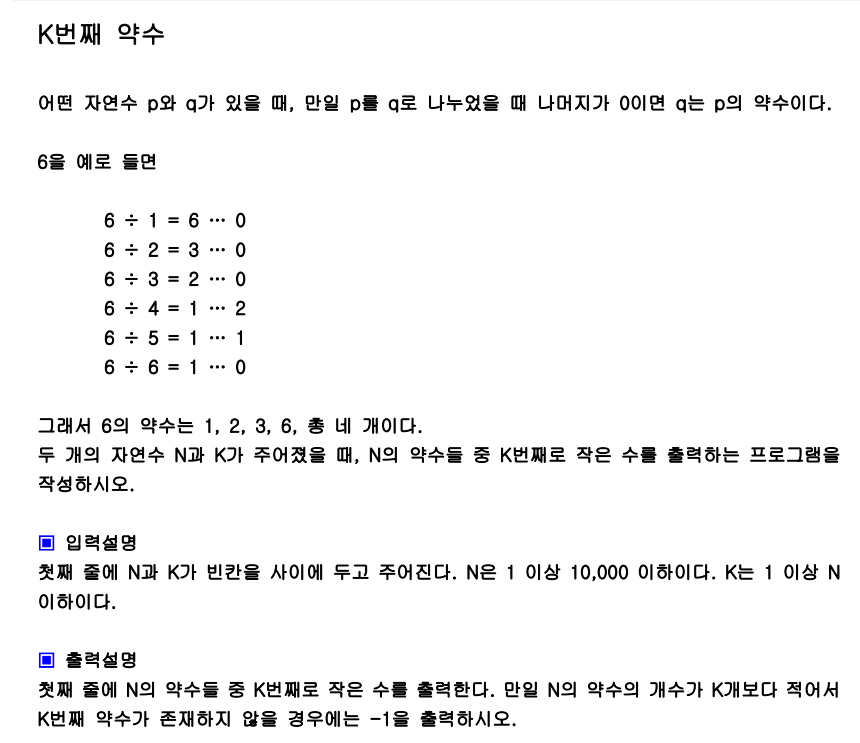 K번째 약수
어떤 자연수 p와 q가 있을 때, 만일 p를 q로 나누었을 때 나머지가 0이면 q는 p의 약수이다.
6을 예로 들면
6 ÷ 1 = 6 … 0
6 ÷ 2 = 3 … 0
6 ÷ 3 = 2 … 0
6 ÷ 4 = 1 … 2
6 ÷ 5 = 1 … 1
6 ÷ 6 = 1 … 0
그래서 6의 약수는 1, 2, 3, 6, 총 네 개이다.
두 개의 자연수 N과 K가 주어졌을 때, N의 약수들 중 K번째로 작은 수를 출력하는 프로그램을
작성하시오.
▣ 입력설명
첫째 줄에 N과 K가 빈칸을 사이에 두고 주어진다. N은 1 이상 10,000 이하이다. K는 1 이상 N
이하이다.
▣ 출력설명
첫째 줄에 N의 약수들 중 K번째로 작은 수를 출력한다. 만일 N의 약수의 개수가 K개보다 적어서
K번째 약수가 존재하지 않을 경우에는 -1을 출력하시오.